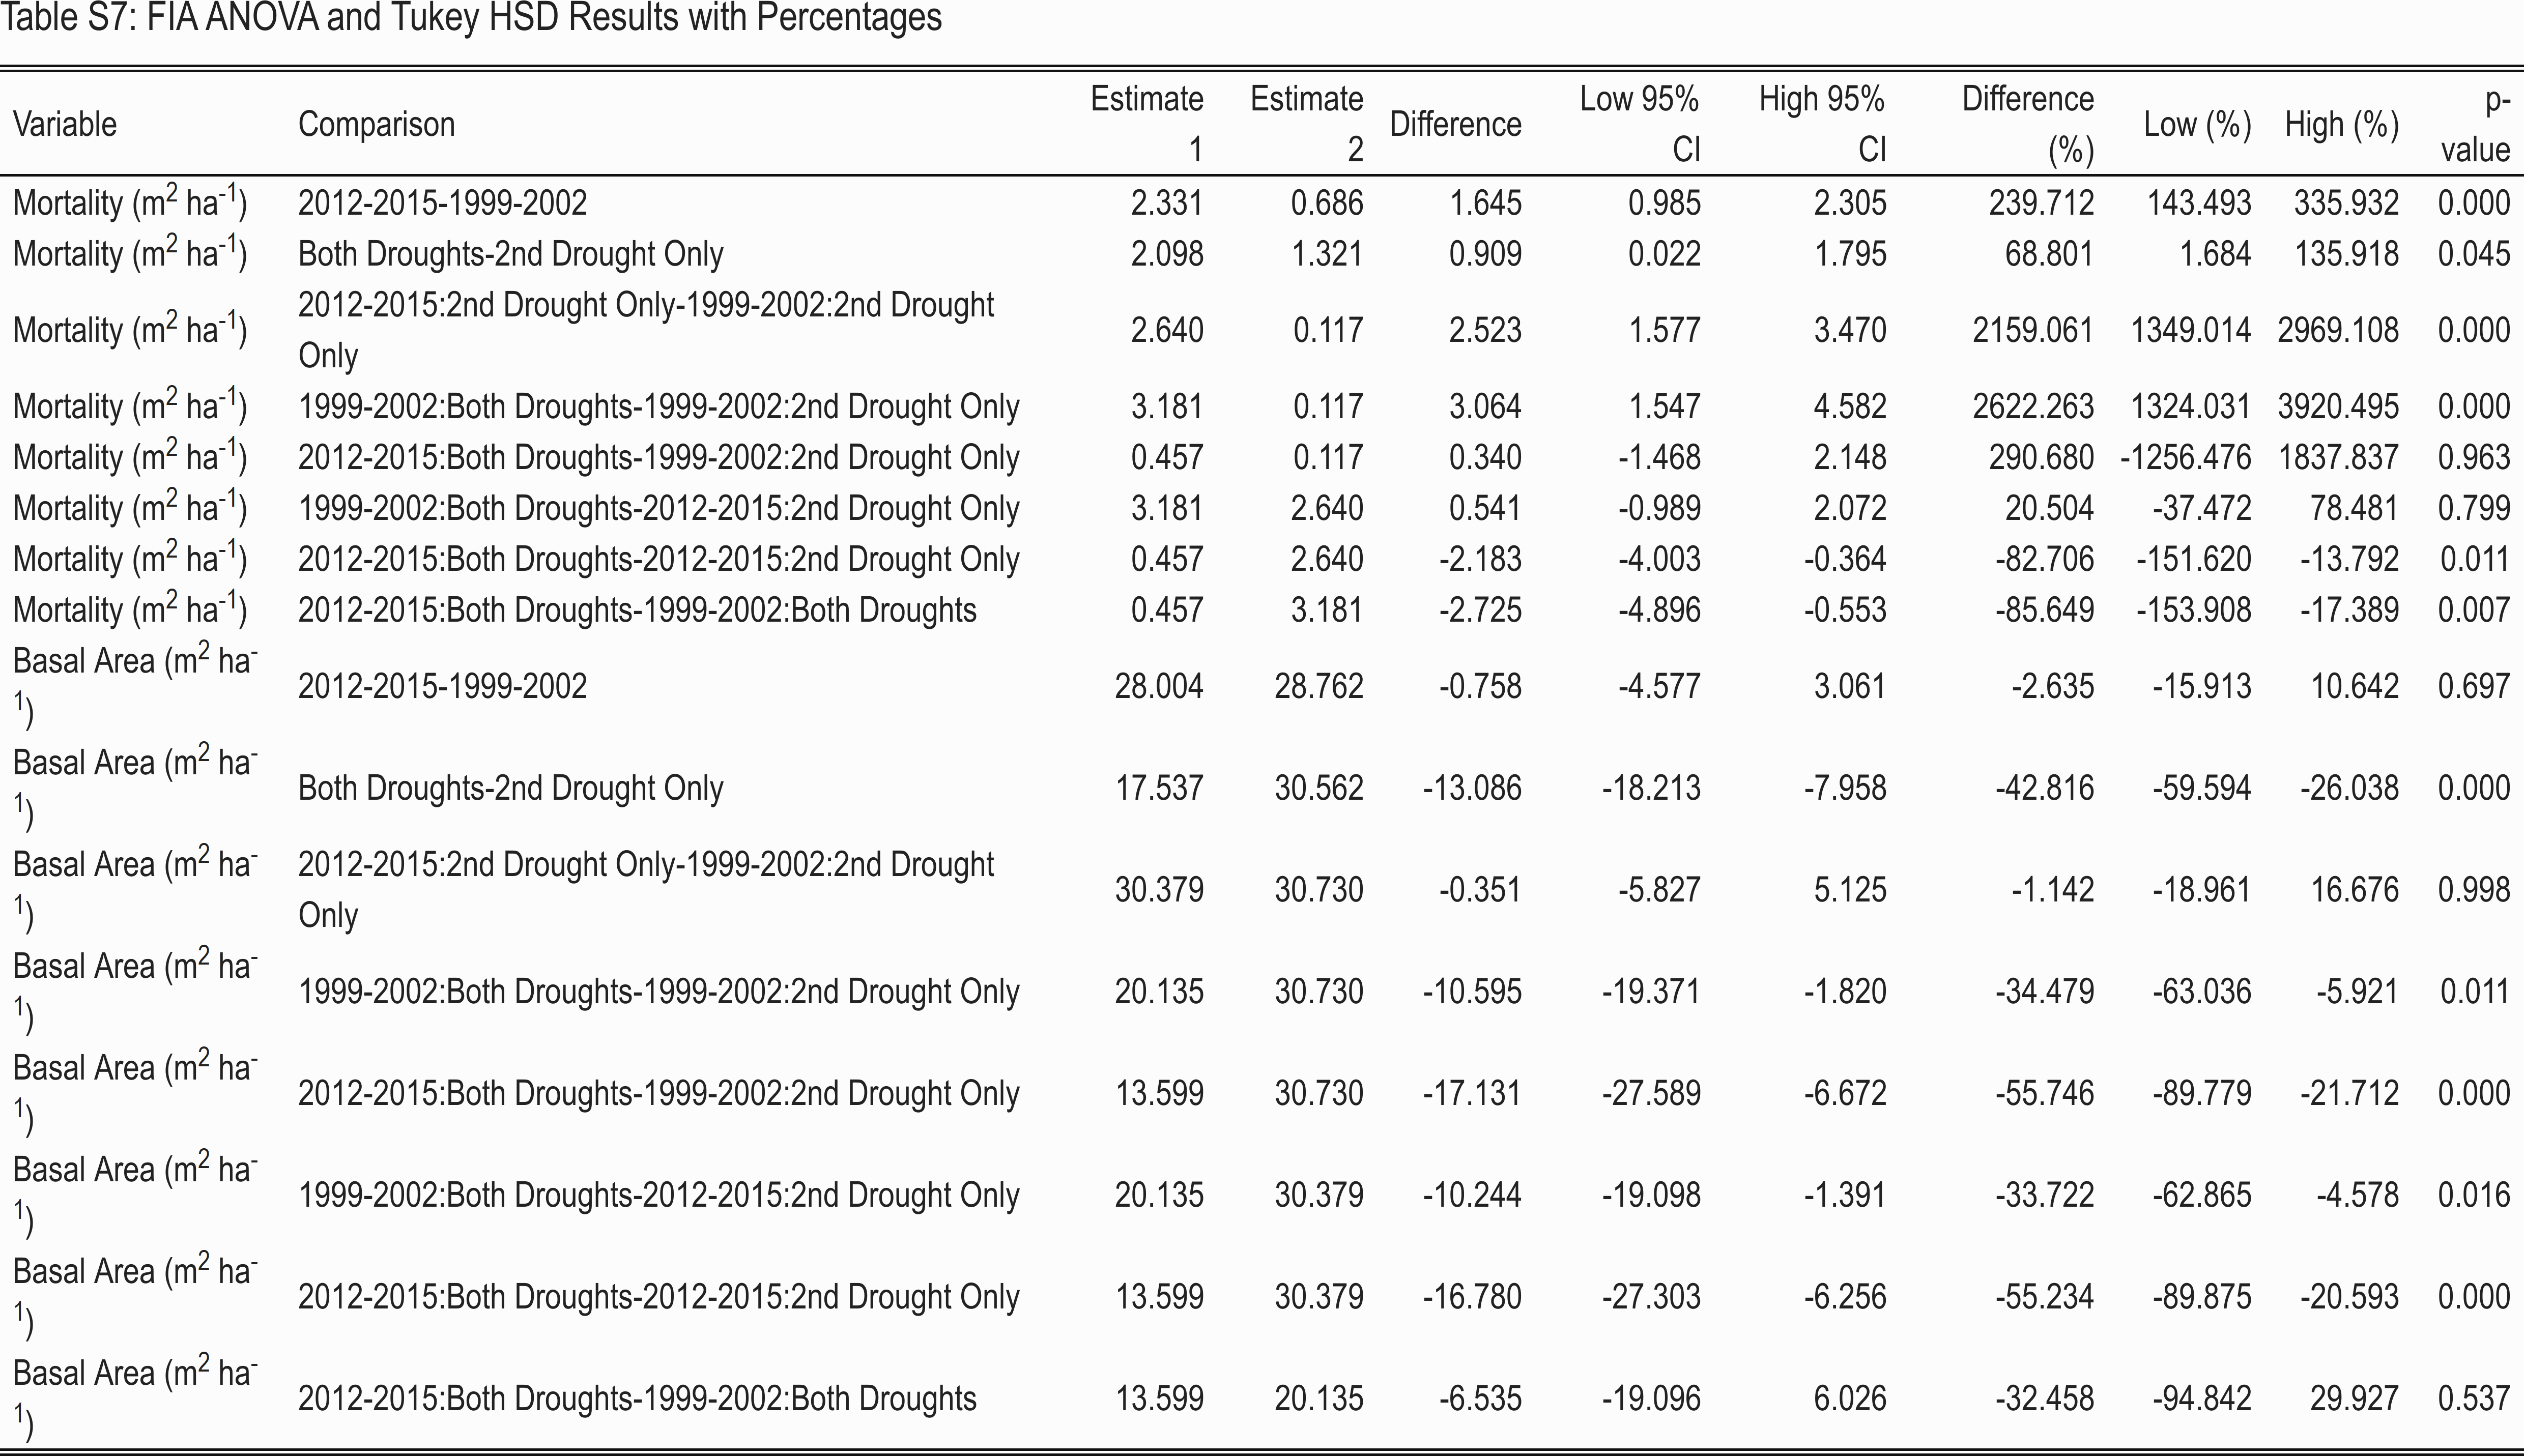 Table S7: FIA ANOVA and Tukey HSD Results with Percentages
Variable Comparison Estimate 1 Estimate 2 Difference Low 95% CI High 95% CI Difference (%) Low (%) High (%) p-value
Mortality (m2 ha-1) 2012-2015-1999-2002 2.331 0.686 1.645 0.985 2.305 239.712 143.493 335.932 0.000
Mortality (m2 ha-1) Both Droughts-2nd Drought Only 2.098 1.321 0.909 0.022 1.795 68.801 1.684 135.918 0.045
Mortality (m2 ha-1) 2012-2015:2nd Drought Only-1999-2002:2nd Drought Only 2.640 0.117 2.523 1.577 3.470 2159.061 1349.014 2969.108 0.000
Mortality (m2 ha-1) 1999-2002:Both Droughts-1999-2002:2nd Drought Only 3.181 0.117 3.064 1.547 4.582 2622.263 1324.031 3920.495 0.000
Mortality (m2 ha-1) 2012-2015:Both Droughts-1999-2002:2nd Drought Only 0.457 0.117 0.340 -1.468 2.148 290.680 -1256.476 1837.837 0.963
Mortality (m2 ha-1) 1999-2002:Both Droughts-2012-2015:2nd Drought Only 3.181 2.640 0.541 -0.989 2.072 20.504 -37.472 78.481 0.799
Mortality (m2 ha-1) 2012-2015:Both Droughts-2012-2015:2nd Drought Only 0.457 2.640 -2.183 -4.003 -0.364 -82.706 -151.620 -13.792 0.011
Mortality (m2 ha-1) 2012-2015:Both Droughts-1999-2002:Both Droughts 0.457 3.181 -2.725 -4.896 -0.553 -85.649 -153.908 -17.389 0.007
Basal Area (m2 ha-1) 2012-2015-1999-2002 28.004 28.762 -0.758 -4.577 3.061 -2.635 -15.913 10.642 0.697
Basal Area (m2 ha-1) Both Droughts-2nd Drought Only 17.537 30.562 -13.086 -18.213 -7.958 -42.816 -59.594 -26.038 0.000
Basal Area (m2 ha-1) 2012-2015:2nd Drought Only-1999-2002:2nd Drought Only 30.379 30.730 -0.351 -5.827 5.125 -1.142 -18.961 16.676 0.998
Basal Area (m2 ha-1) 1999-2002:Both Droughts-1999-2002:2nd Drought Only 20.135 30.730 -10.595 -19.371 -1.820 -34.479 -63.036 -5.921 0.011
Basal Area (m2 ha-1) 2012-2015:Both Droughts-1999-2002:2nd Drought Only 13.599 30.730 -17.131 -27.589 -6.672 -55.746 -89.779 -21.712 0.000
Basal Area (m2 ha-1) 1999-2002:Both Droughts-2012-2015:2nd Drought Only 20.135 30.379 -10.244 -19.098 -1.391 -33.722 -62.865 -4.578 0.016
Basal Area (m2 ha-1) 2012-2015:Both Droughts-2012-2015:2nd Drought Only 13.599 30.379 -16.780 -27.303 -6.256 -55.234 -89.875 -20.593 0.000
Basal Area (m2 ha-1) 2012-2015:Both Droughts-1999-2002:Both Droughts 13.599 20.135 -6.535 -19.096 6.026 -32.458 -94.842 29.927 0.537